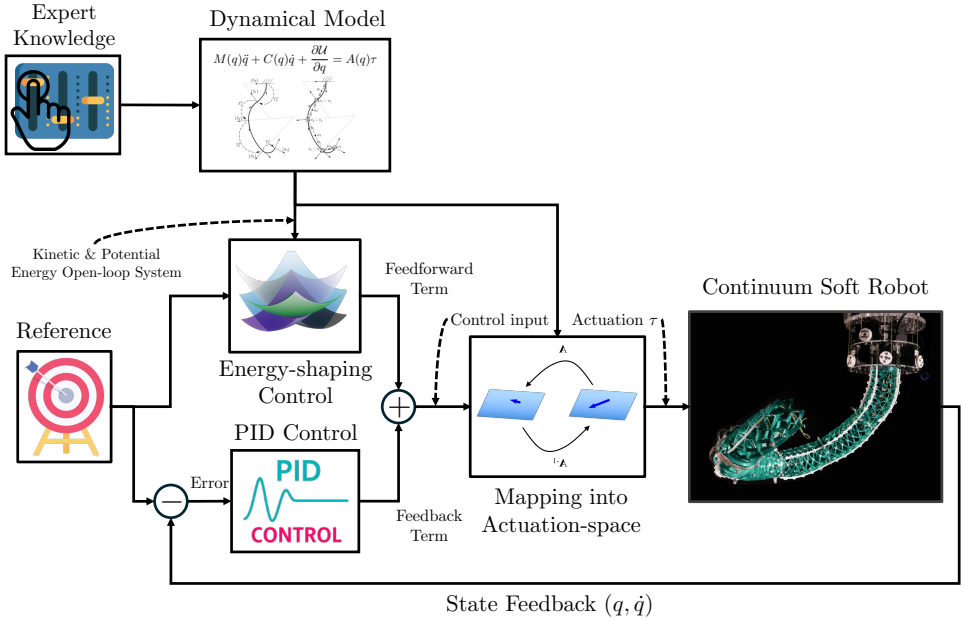 Expert
Knowledge
Dynamical Model
M(q)q̈ + C(q)q̇ + ∂𝒰/∂q = A(q)τ
Kinetic & Potential
Energy Open-loop System
Feedforward
Term
Continuum Soft Robot
Reference
Control input
Actuation τ
Energy-shaping
Control
+
A
A⁻¹
PID Control
PID
CONTROL
Error
−
Feedback
Term
Mapping into
Actuation-space
State Feedback (q, q̇)